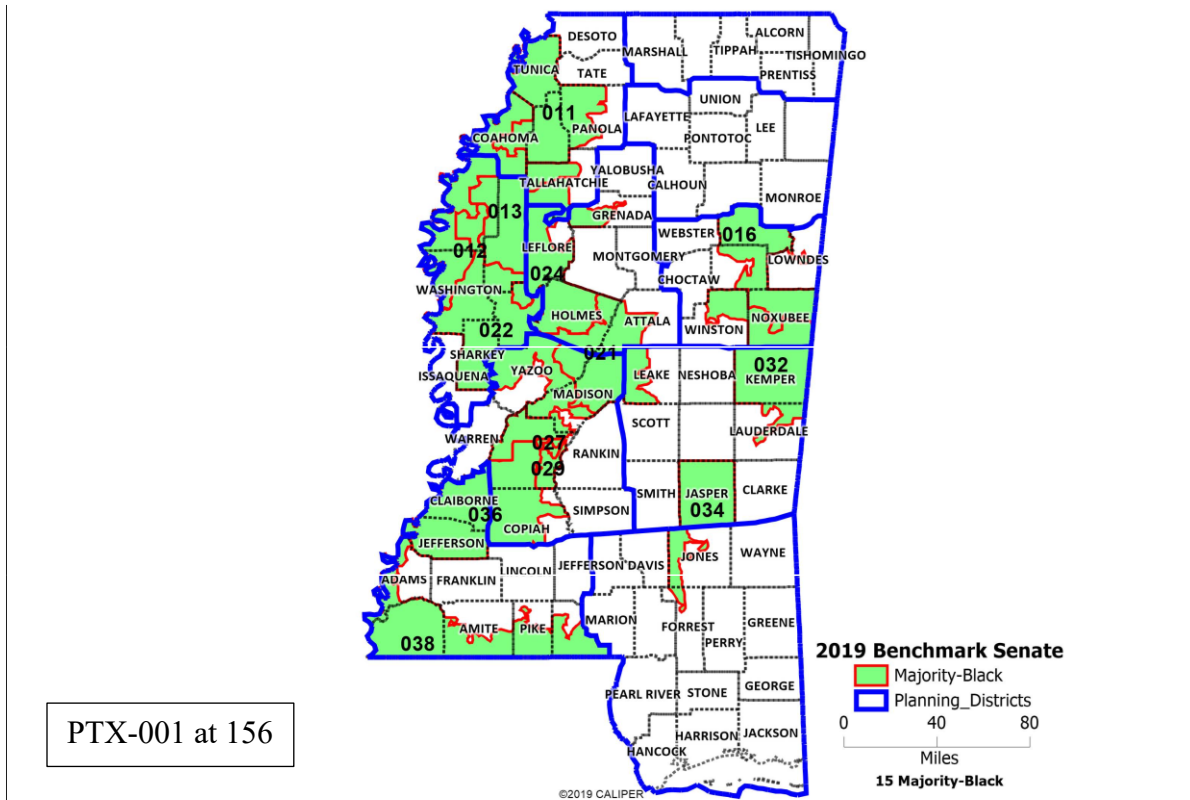 DESOTO
ALCORN
MARSHALL
TIPPAH
TISHOMINGO
TUNICA
TATE
PRENTISS
UNION
011
LAFAYETTE
PANOLA
LEE
COAHOMA
PONTOTOC
YALOBUSHA
TALLAHATCHIE
CALHOUN
MONROE
013
GRENADA
WEBSTER
016
012
LEFLORE
MONTGOMERY
LOWNDES
024
CHOCTAW
WASHINGTON
HOLMES
ATTALA
NOXUBEE
022
WINSTON
021
SHARKEY
032
ISSAQUENA
YAZOO
LEAKE
NESHOBA
KEMPER
MADISON
SCOTT
WARREN
027
LAUDERDALE
RANKIN
029
SMITH
JASPER
CLARKE
CLAIBORNE
036
SIMPSON
034
COPIAH
JEFFERSON
WAYNE
JONES
LINCOLN
JEFFERSON DAVIS
ADAMS
FRANKLIN
MARION
GREENE
AMITE
PIKE
FORREST
038
PERRY
2019 Benchmark Senate
Majority-Black
Planning_Districts
PEARL RIVER
STONE
GEORGE
0 40 80
Miles
15 Majority-Black
HARRISON
JACKSON
HANCOCK
PTX-001 at 156
©2019 CALIPER